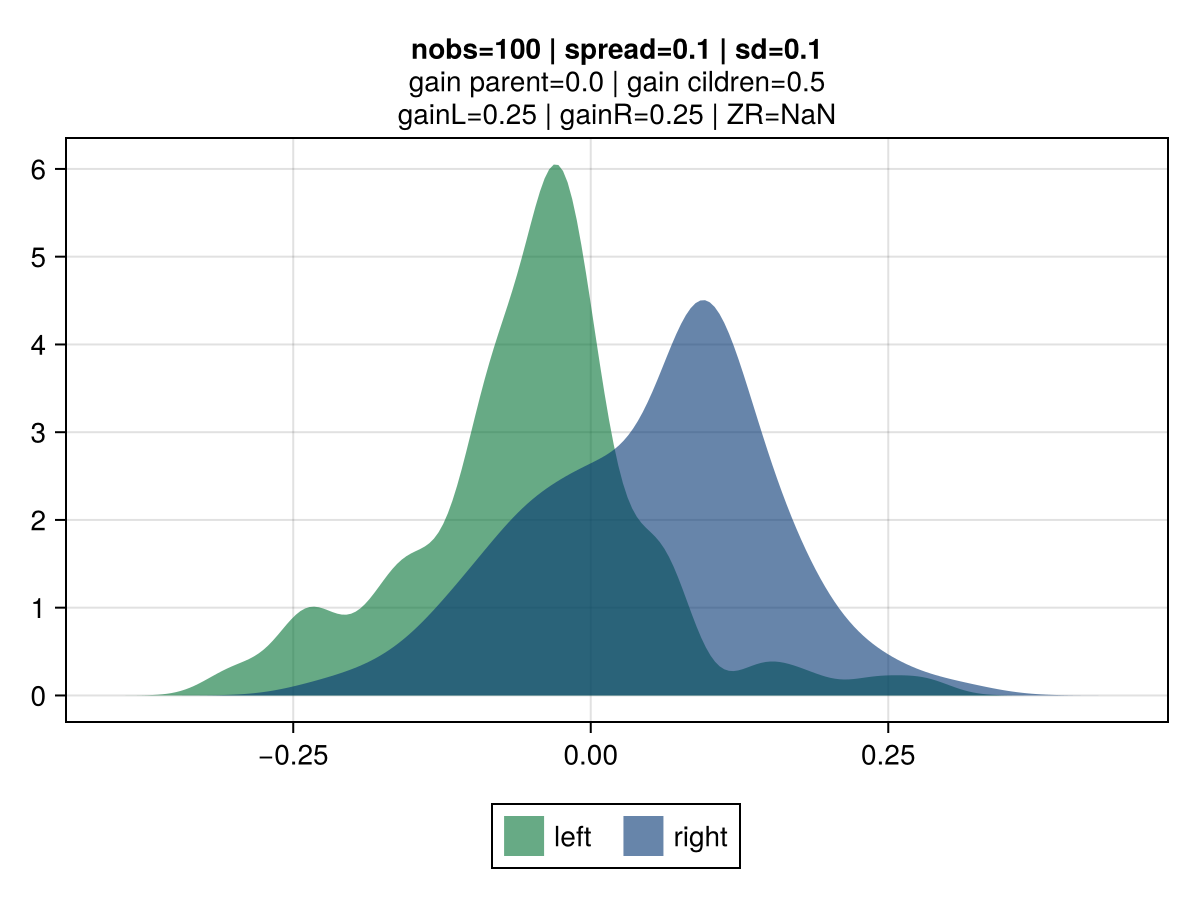 nobs=100 | spread=0.1 | sd=0.1
gain parent=0.0 | gain cildren=0.5
gainL=0.25 | gainR=0.25 | ZR=NaN
6
5
4
3
2
1
0
−0.25 0.00 0.25
left right